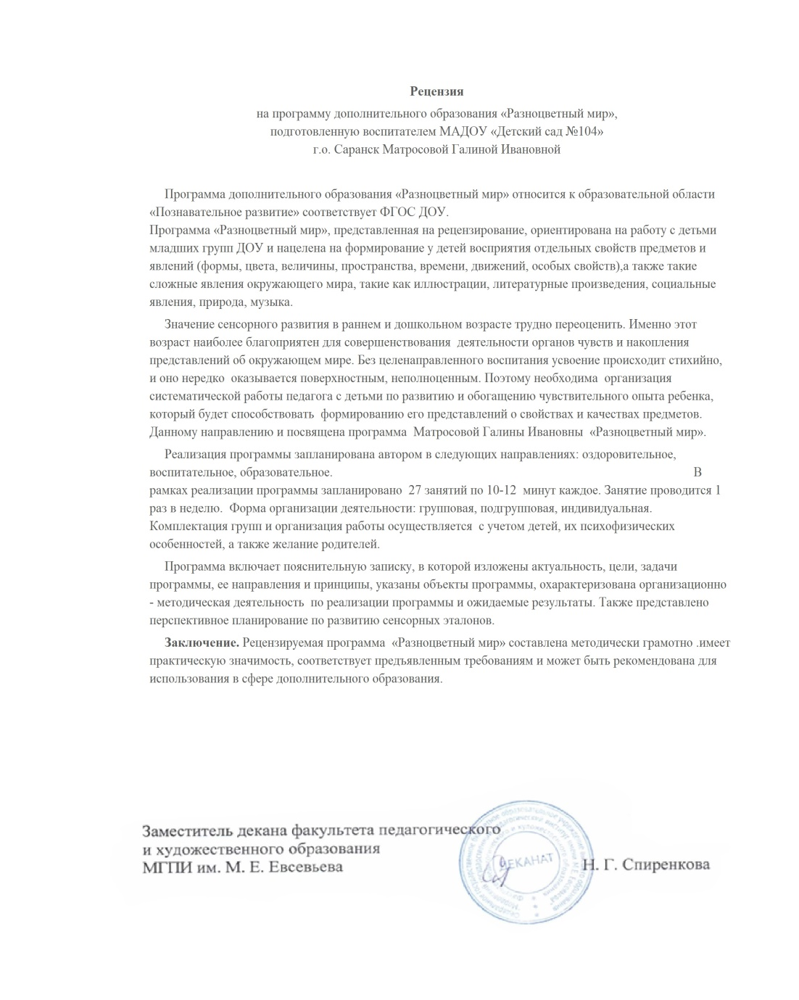 Рецензия
на программу дополнительного образования «Разноцветный мир»,
подготовленную воспитателем МАДОУ «Детский сад №104»
г.о. Саранск Матросовой Галиной Ивановной
Программа дополнительного образования «Разноцветный мир» относится к образовательной области
«Познавательное развитие» соответствует ФГОС ДОУ.
Программа «Разноцветный мир», представленная на рецензирование, ориентирована на работу с детьми
младших групп ДОУ и нацелена на формирование у детей восприятия отдельных свойств предметов и
явлений (формы, цвета, величины, пространства, времени, движений, особых свойств),а также такие
сложные явления окружающего мира, такие как иллюстрации, литературные произведения, социальные
явления, природа, музыка.
Значение сенсорного развития в раннем и дошкольном возрасте трудно переоценить. Именно этот
возраст наиболее благоприятен для совершенствования  деятельности органов чувств и накопления
представлений об окружающем мире. Без целенаправленного воспитания усвоение происходит стихийно,
и оно нередко  оказывается поверхностным, неполноценным. Поэтому необходима  организация
систематической работы педагога с детьми по развитию и обогащению чувствительного опыта ребенка,
который будет способствовать  формированию его представлений о свойствах и качествах предметов.
Данному направлению и посвящена программа  Матросовой Галины Ивановны  «Разноцветный мир».
Реализация программы запланирована автором в следующих направлениях: оздоровительное,
воспитательное, образовательное. В
рамках реализации программы запланировано  27 занятий по 10-12  минут каждое. Занятие проводится 1
раз в неделю.  Форма организации деятельности: групповая, подгрупповая, индивидуальная.
Комплектация групп и организация работы осуществляется  с учетом детей, их психофизических
особенностей, а также желание родителей.
Программа включает пояснительную записку, в которой изложены актуальность, цели, задачи
программы, ее направления и принципы, указаны объекты программы, охарактеризована организационно
- методическая деятельность  по реализации программы и ожидаемые результаты. Также представлено
перспективное планирование по развитию сенсорных эталонов.
Заключение. Рецензируемая программа  «Разноцветный мир» составлена методически грамотно .имеет
практическую значимость, соответствует предъявленным требованиям и может быть рекомендована для
использования в сфере дополнительного образования.
Заместитель декана факультета педагогического
и художественного образования
МГПИ им. М. Е. Евсевьева
ДЕКАНАТ
Н. Г. Спиренкова